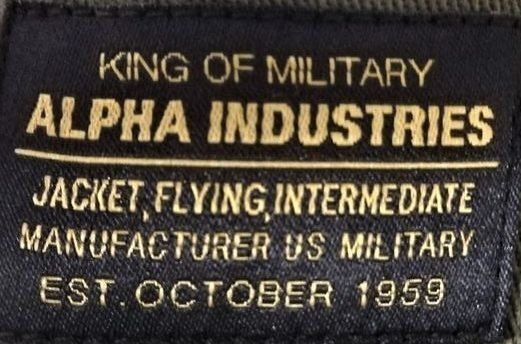 KING OF MILITARY
ALPHA INDUSTRIES
JACKET,FLYING,INTERMEDIATE
MANUFACTURER US MILITARY
EST. OCTOBER 1959